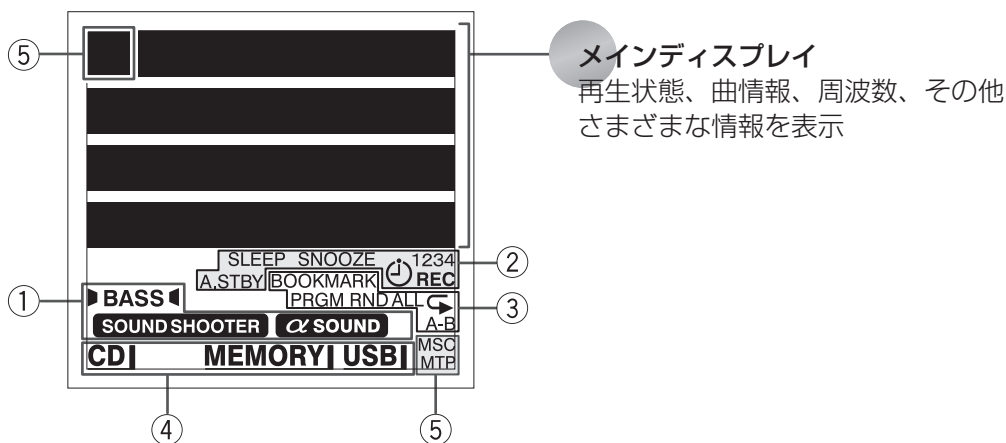 ⑤
メインディスプレイ
再生状態、曲情報、周波数、その他
さまざまな情報を表示
SLEEP SNOOZE 1234
A.STBY BOOKMARK REC ②
① BASS PRGM RND ALL ③
SOUND SHOOTER α SOUND A-B
CD MEMORY USB MSC
MTP
④ ⑤